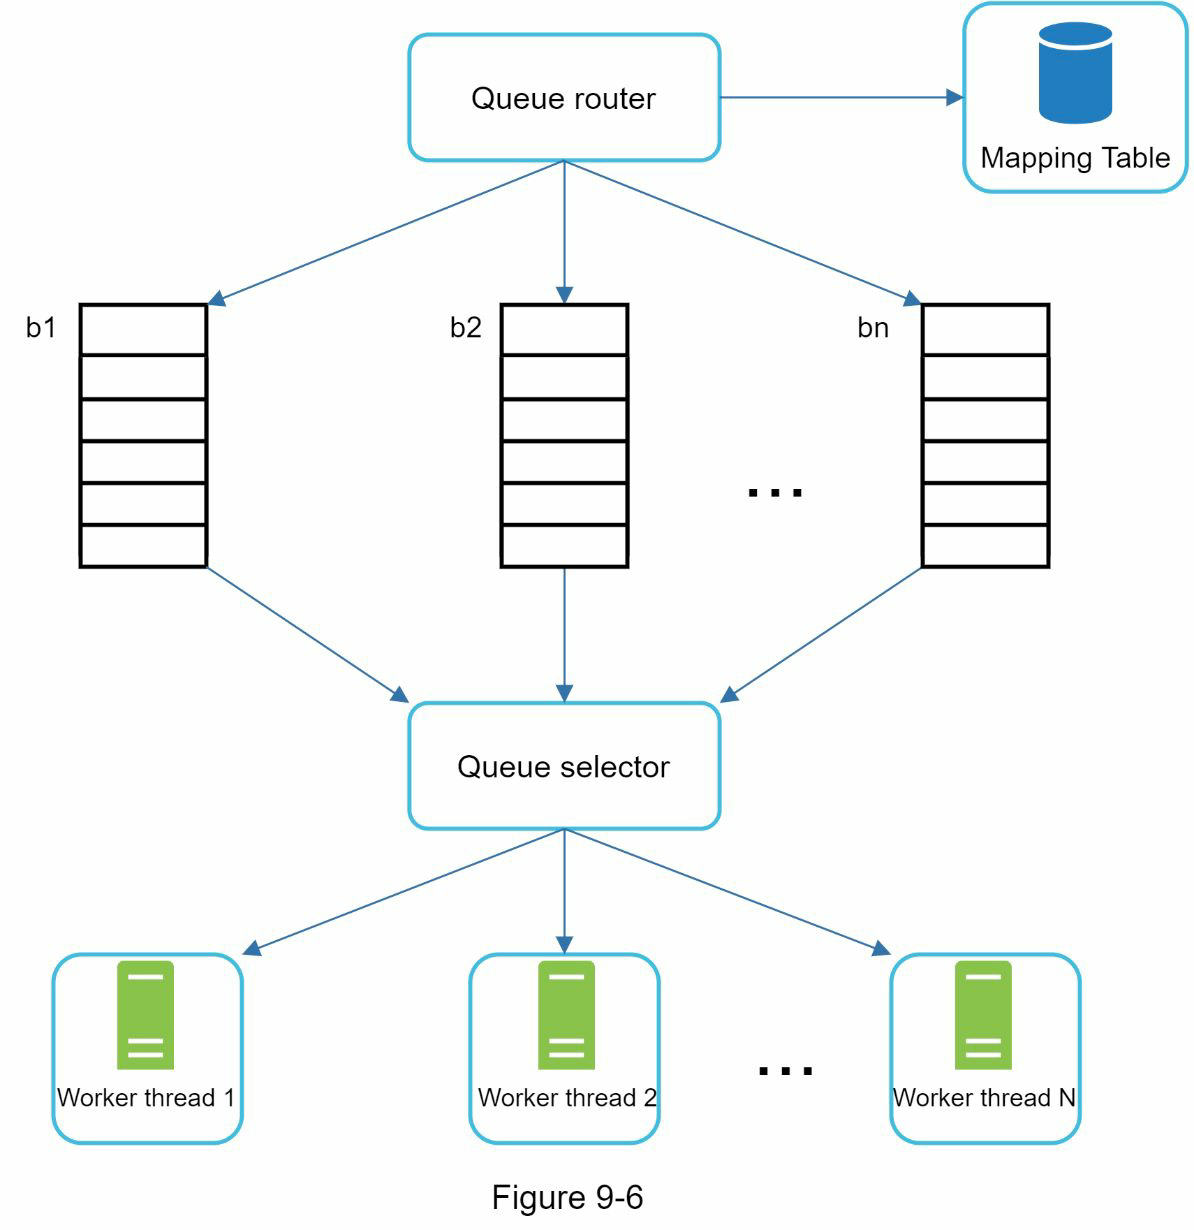 Queue router
Mapping Table
b1
b2
bn
...
Queue selector
Worker thread 1
Worker thread 2
...
Worker thread N
Figure 9-6